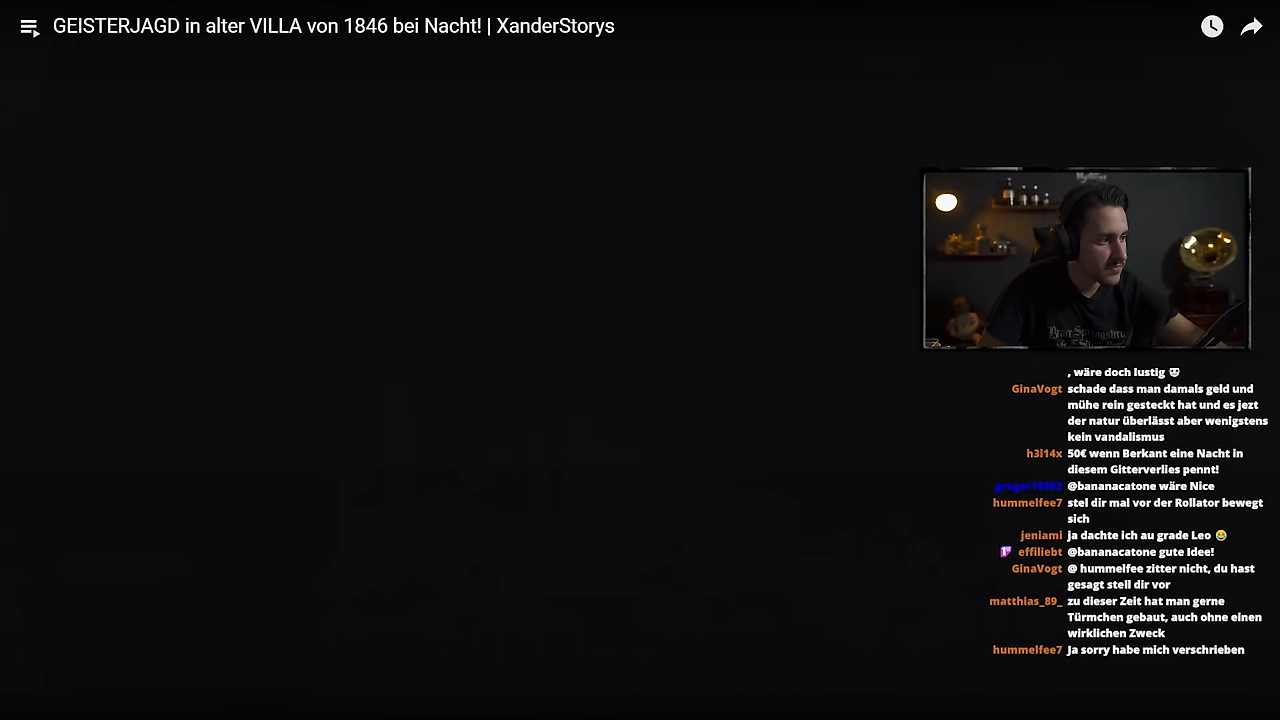 GEISTERJAGD in alter VILLA von 1846 bei Nacht! | XanderStorys
, wäre doch lustig
GinaVogt schade dass man damals geld und
mühe rein gesteckt hat und es jezt
der natur überlässt aber wenigstens
kein vandalismus
h3l14x 50€ wenn Berkant eine Nacht in
diesem Gitterverlies pennt!
@bananacatone wäre Nice
hummelfee7 stel dir mal vor der Rollator bewegt
sich
jeniami ja dachte ich au grade Leo 😂
effiliebt @bananacatone gute Idee!
GinaVogt @ hummelfee zitter nicht, du hast
gesagt stell dir vor
matthias_89_ zu dieser Zeit hat man gerne
Türmchen gebaut, auch ohne einen
wirklichen Zweck
hummelfee7 Ja sorry habe mich verschrieben